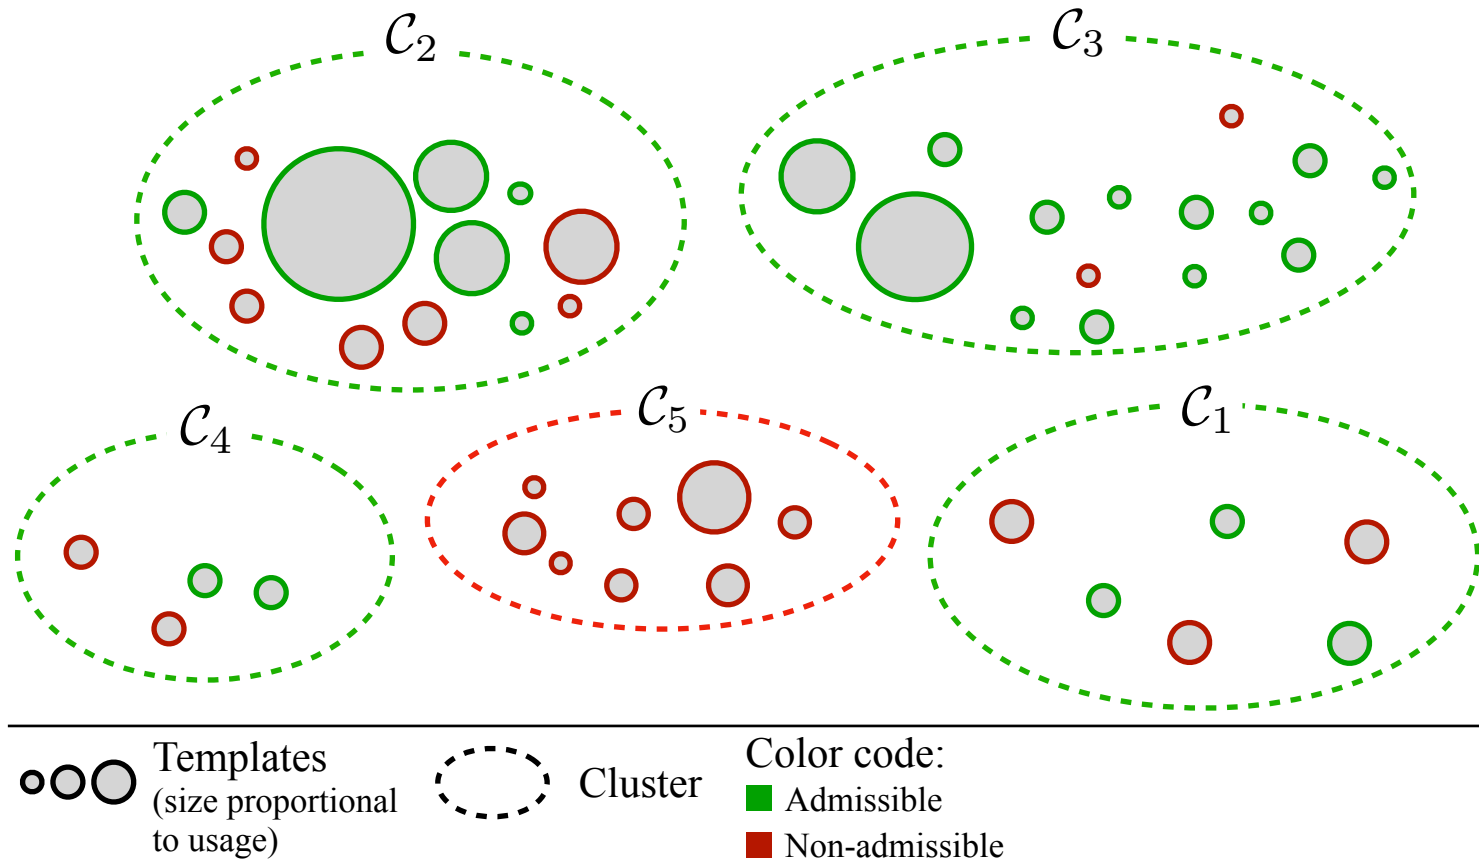 𝒞₂
𝒞₃
𝒞₄
𝒞₅
𝒞₁
Templates
(size proportional
to usage)
Cluster
Color code:
Admissible
Non-admissible